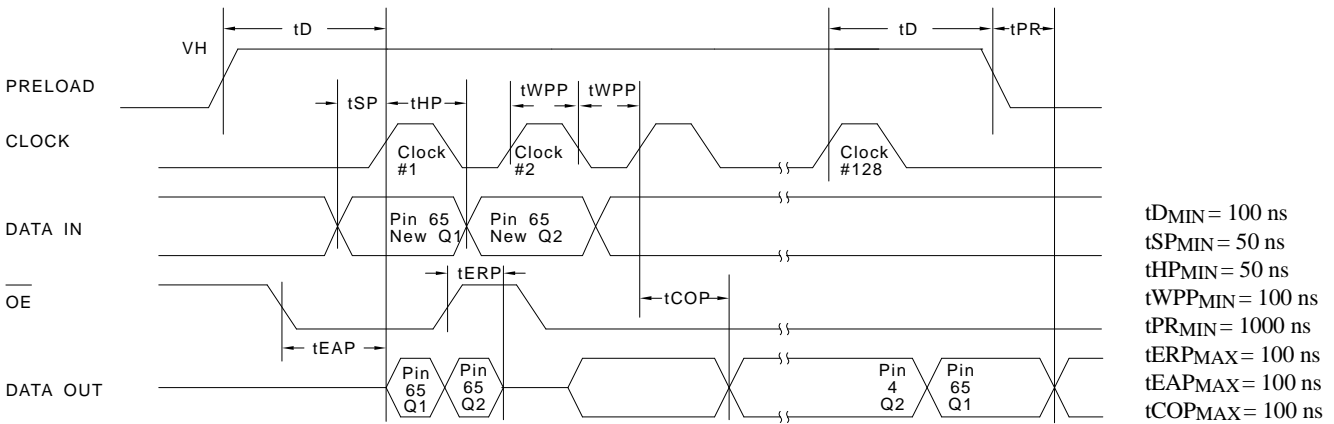 tD
tD
tPR
VH
PRELOAD
tSP
tHP
tWPP
tWPP
CLOCK
Clock
#1
Clock
#2
Clock
#128
DATA IN
Pin 65
New Q1
Pin 65
New Q2
OE
tERP
tCOP
tEAP
DATA OUT
Pin
65
Q1
Pin
65
Q2
Pin
4
Q2
Pin
65
Q1
tDMIN = 100 ns
tSPMIN = 50 ns
tHPMIN = 50 ns
tWPPMIN = 100 ns
tPRMIN = 1000 ns
tERPMAX = 100 ns
tEAPMAX = 100 ns
tCOPMAX = 100 ns